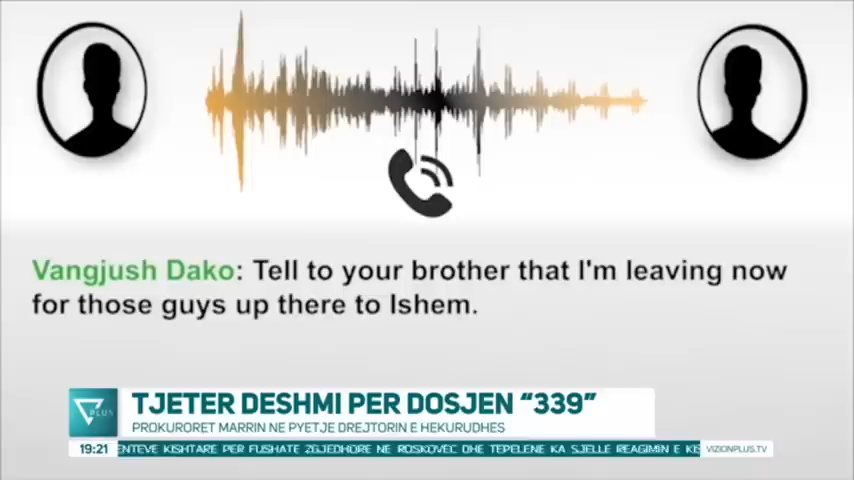 Vangjush Dako: Tell to your brother that I'm leaving now
for those guys up there to Ishem.
TJETER DESHMI PER DOSJEN “339”
PLUS
PROKURORET MARRIN NE PYETJE DREJTORIN E HEKURUDHES
19:21 ENTEVE KISHTARE PER FUSHATE ZGJEDHORE NE ROSKOVEC DHE TEPELENE KA SJELLE REAGIMIN E KIS VIZIONPLUS.TV